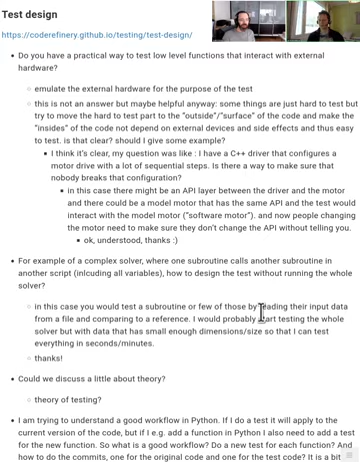 Test design
https://coderefinery.github.io/testing/test-design/
Do you have a practical way to test low level functions that interact with external
hardware?
emulate the external hardware for the purpose of the test
this is not an answer but maybe helpful anyway: some things are just hard to test but
try to move the hard to test part to the "outside"/"surface" of the code and make the
"insides" of the code not depend on external devices and side effects and thus easy
to test. is that clear? should I give some example?
I think it's clear, my question was like : I have a C++ driver that configures a
motor drive with a lot of sequential steps. Is there a way to make sure that
nobody breaks that configuration?
in this case there might be an API layer between the driver and the motor
and there could be a model motor that has the same API and the test would
interact with the model motor ("software motor"). and now people changing
the motor need to make sure they don't change the API without telling you.
ok, understood, thanks :)
For example of a complex solver, where one subroutine calls another subroutine in
another script (inlcuding all variables), how to design the test without running the whole
solver?
in this case you would test a subroutine or few of those by reading their input data
from a file and comparing to a reference. I would probably start testing the whole
solver but with data that has small enough dimensions/size so that I can test
everything in seconds/minutes.
thanks!
Could we discuss a little about theory?
theory of testing?
I am trying to understand a good workflow in Python. If I do a test it will apply to the
current version of the code, but if I e.g. add a function in Python I also need to add a test
for the new function. So what is a good workflow? Do a new test for each function? And
how to do the commits, one for the original code and one for the test code? It is a bit